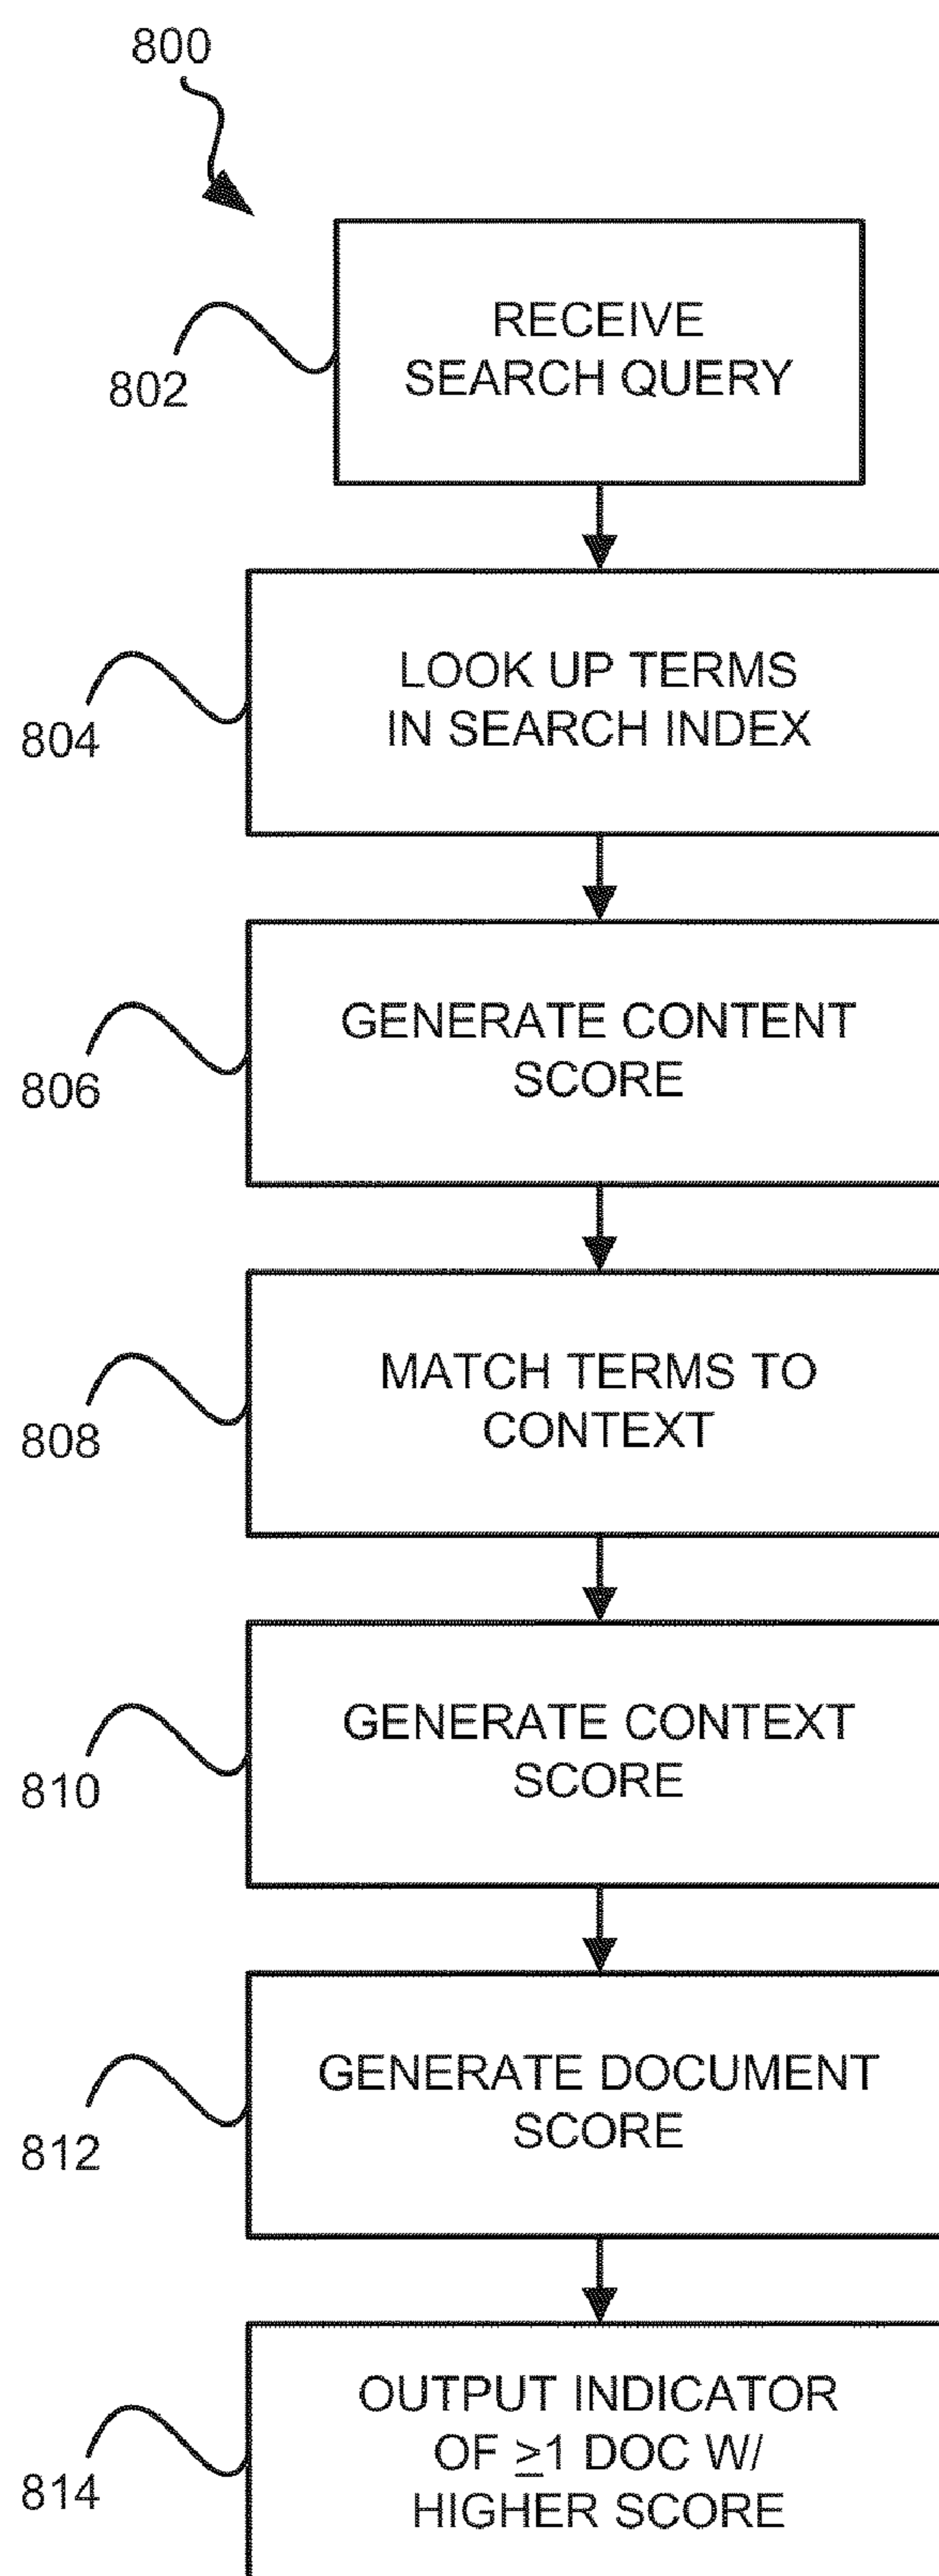 800
RECEIVE
SEARCH QUERY
802
LOOK UP TERMS
IN SEARCH INDEX
804
GENERATE CONTENT
SCORE
806
MATCH TERMS TO
CONTEXT
808
GENERATE CONTEXT
SCORE
810
GENERATE DOCUMENT
SCORE
812
OUTPUT INDICATOR
OF ≥1 DOC W/
HIGHER SCORE
814